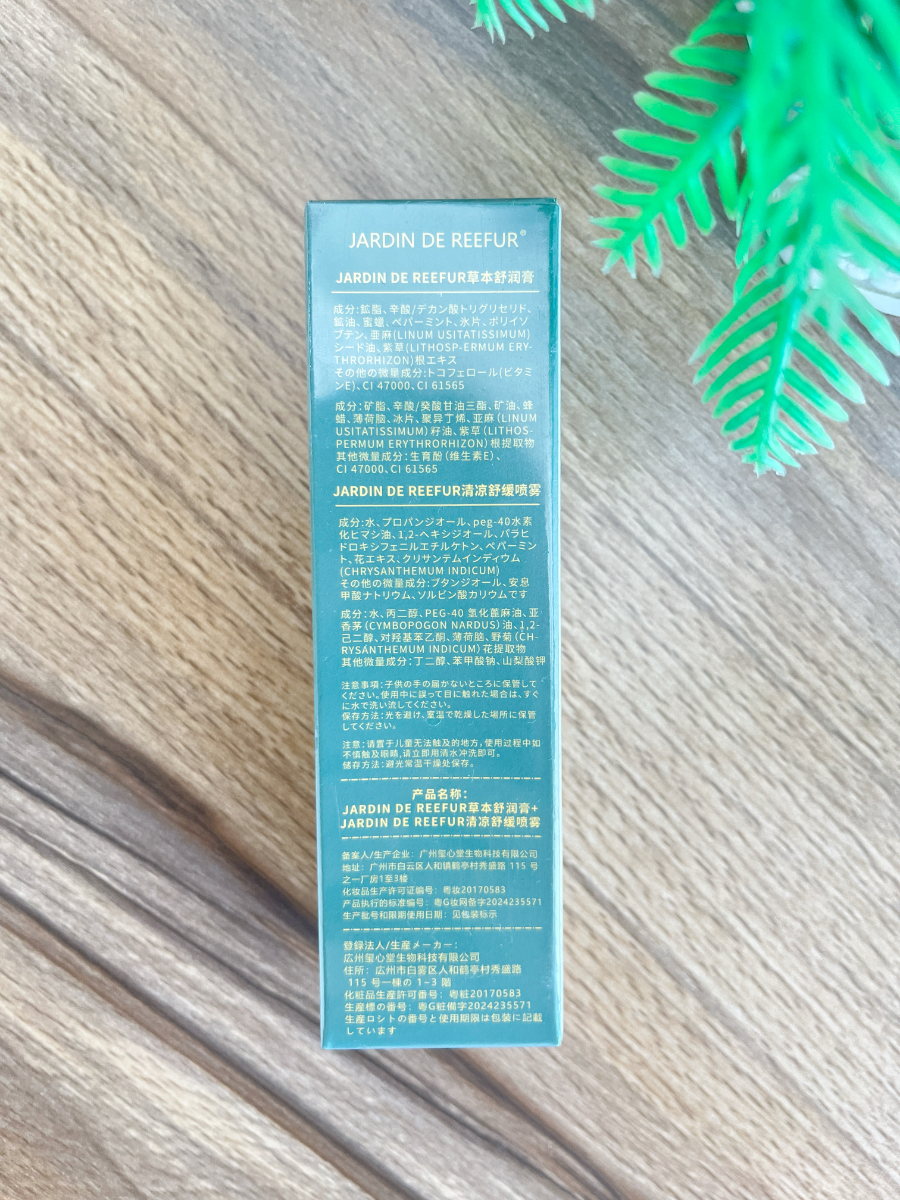 JARDIN DE REEFUR®
JARDIN DE REEFUR草本舒润膏
成分:鉱脂、辛酸/デカン酸トリグリセリド、
鉱油、蜜蠟、ペパーミント、氷片、ポリイソ
ブテン、亜麻(LINUM USITATISSIMUM)
シード油、紫草(LITHOSP-ERMUM ERY-
THRORHIZON)根エキス
その他の微量成分:トコフェロール(ビタミ
ンE)、CI 47000、CI 61565
成分:矿脂、辛酸/癸酸甘油三酯、矿油、蜂
蜡、薄荷脑、冰片、聚异丁烯、亚麻(LINUM
USITATISSIMUM)籽油、紫草(LITHOS-
PERMUM ERYTHRORHIZON)根提取物
其他微量成分:生育酚(维生素E)、
CI 47000、CI 61565
JARDIN DE REEFUR清凉舒缓喷雾
成分:水、プロパンジオール、peg-40水素
化ヒマシ油、1,2-ヘキシジオール、パラヒ
ドロキシフェニルエチルケトン、ペパーミン
ト、花エキス、クリサンテムインディウム
(CHRYSANTHEMUM INDICUM)
その他の微量成分:ブタンジオール、安息
甲酸ナトリウム、ソルビン酸カリウムです
成分:水、丙二醇、PEG-40 氢化蓖麻油、亚
香茅(CYMBOPOGON NARDUS)油、1,2-
己二醇、对羟基苯乙酮、薄荷脑、野菊(CH-
RYSANTHEMUM INDICUM)花提取物
其他微量成分:丁二醇、苯甲酸钠、山梨酸钾
注意事項:子供の手の届かないところに保管して
ください。使用中に誤って目に触れた場合は、すぐ
に水で洗い流してください。
保存方法:光を避け、室温で乾燥した場所に保管
してください。
注意:请置于儿童无法触及的地方,使用过程中如
不慎触及眼睛,请立即用清水冲洗即可。
储存方法:避光常温干燥处保存。
产品名称:
JARDIN DE REEFUR草本舒润膏+
JARDIN DE REEFUR清凉舒缓喷雾
备案人/生产企业:广州玺心堂生物科技有限公司
地址:广州市白云区人和镇鹤亭村秀盛路 115 号
之一厂房1至3楼
化妆品生产许可证编号:粤妆20170583
产品执行的标准编号:粤G妆网备字2024235571
生产批号和限期使用日期:见包装标示
登録法人/生産メーカー:
広州玺心堂生物科技有限公司
住所:広州市白雲区人和鶴亭村秀盛路
115 号一棟の 1-3 階
化粧品生産許可番号:粤粧20170583
生産標の番号:粤G粧備字2024235571
生産ロシトの番号と使用期限は包装に記載
しています